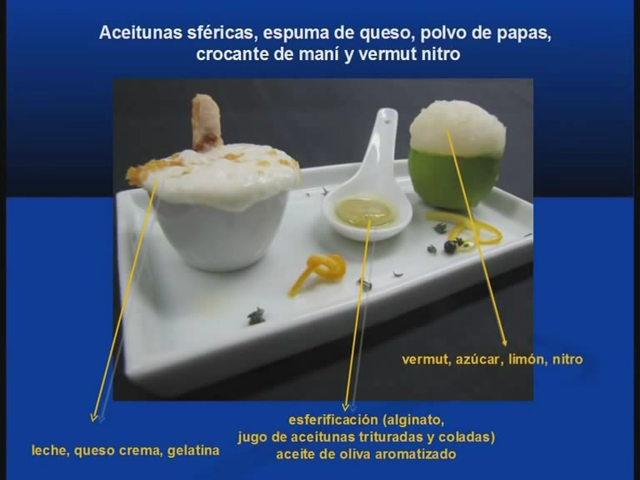 Aceitunas sféricas, espuma de queso, polvo de papas,
crocante de maní y vermut nitro
vermut, azúcar, limón, nitro
esferificación (alginato,
jugo de aceitunas trituradas y coladas)
aceite de oliva aromatizado
leche, queso crema, gelatina